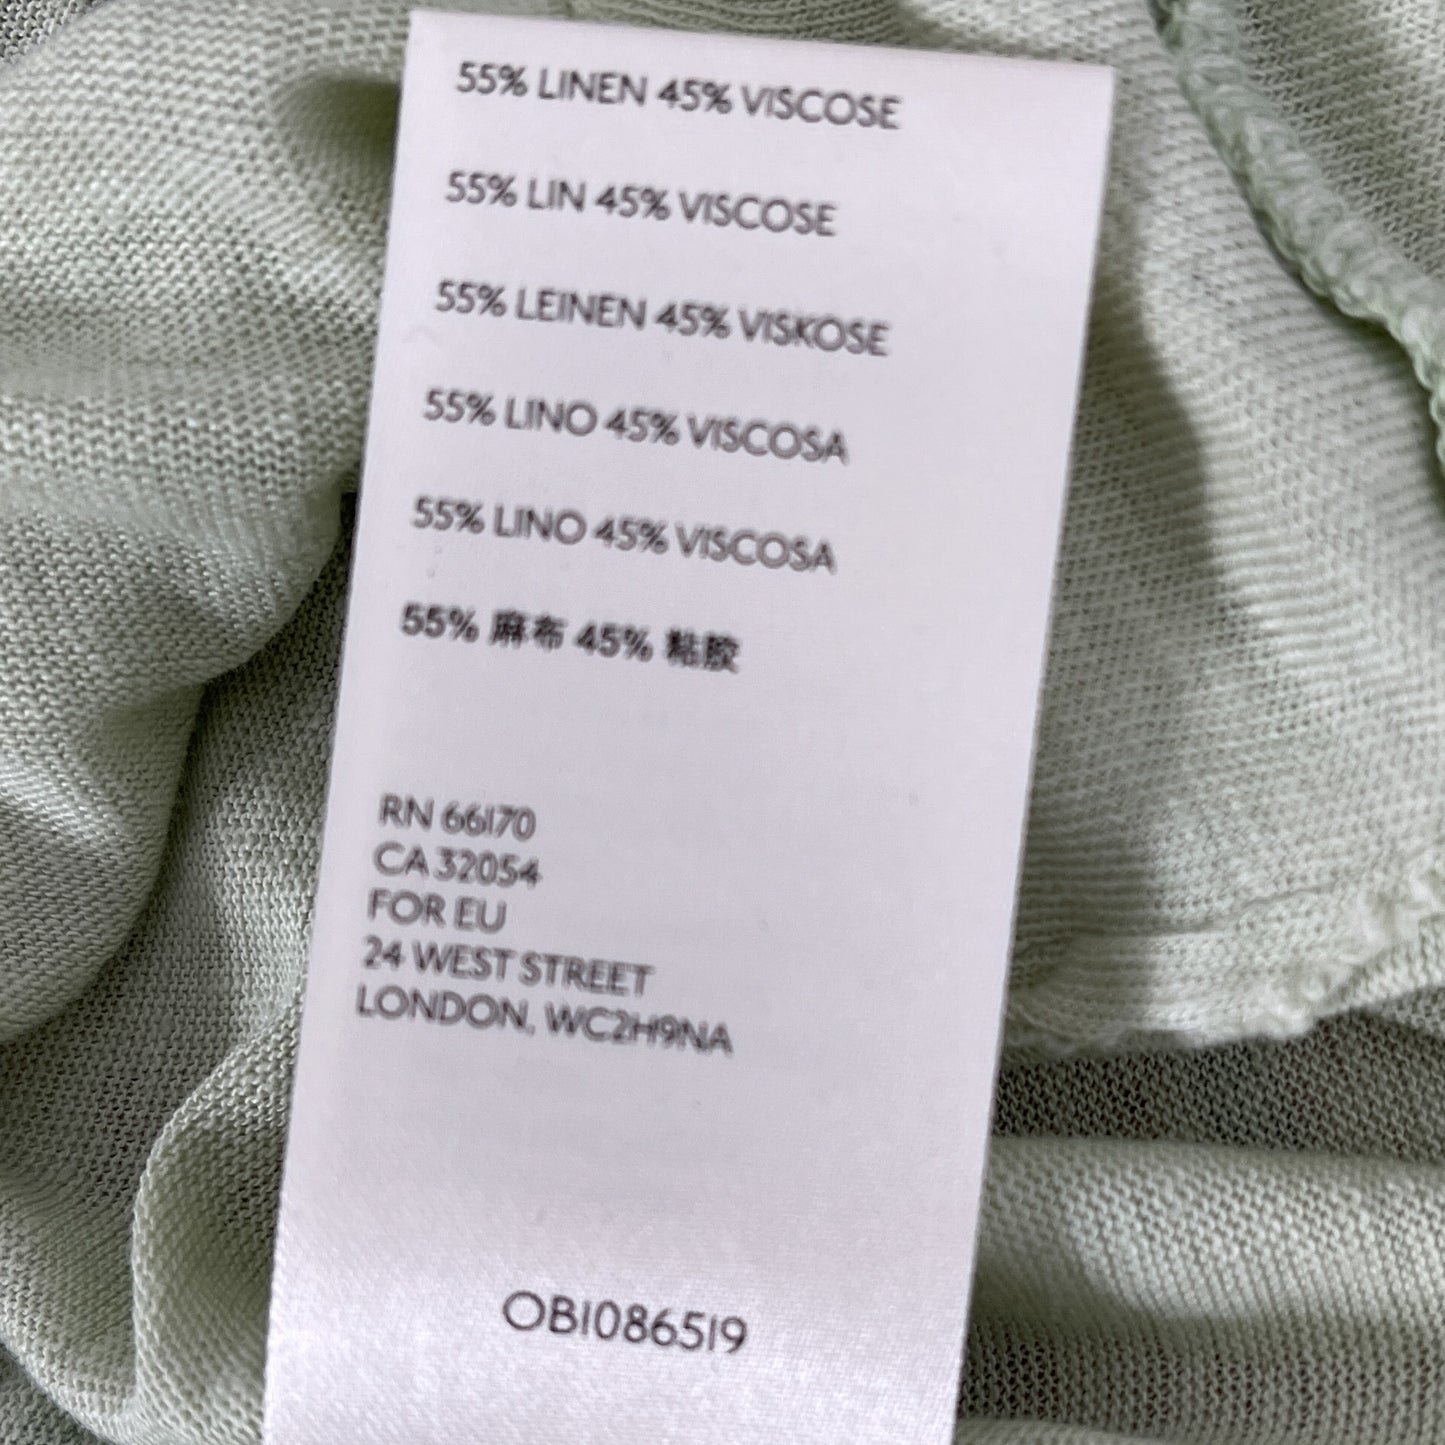 55% LINEN 45% VISCOSE
55% LIN 45% VISCOSE
55% LEINEN 45% VISKOSE
55% LINO 45% VISCOSA
55% LINO 45% VISCOSA
55% 麻布 45% 粘胶
RN 66170
CA 32054
FOR EU
24 WEST STREET
LONDON, WC2H9NA
OB1086519